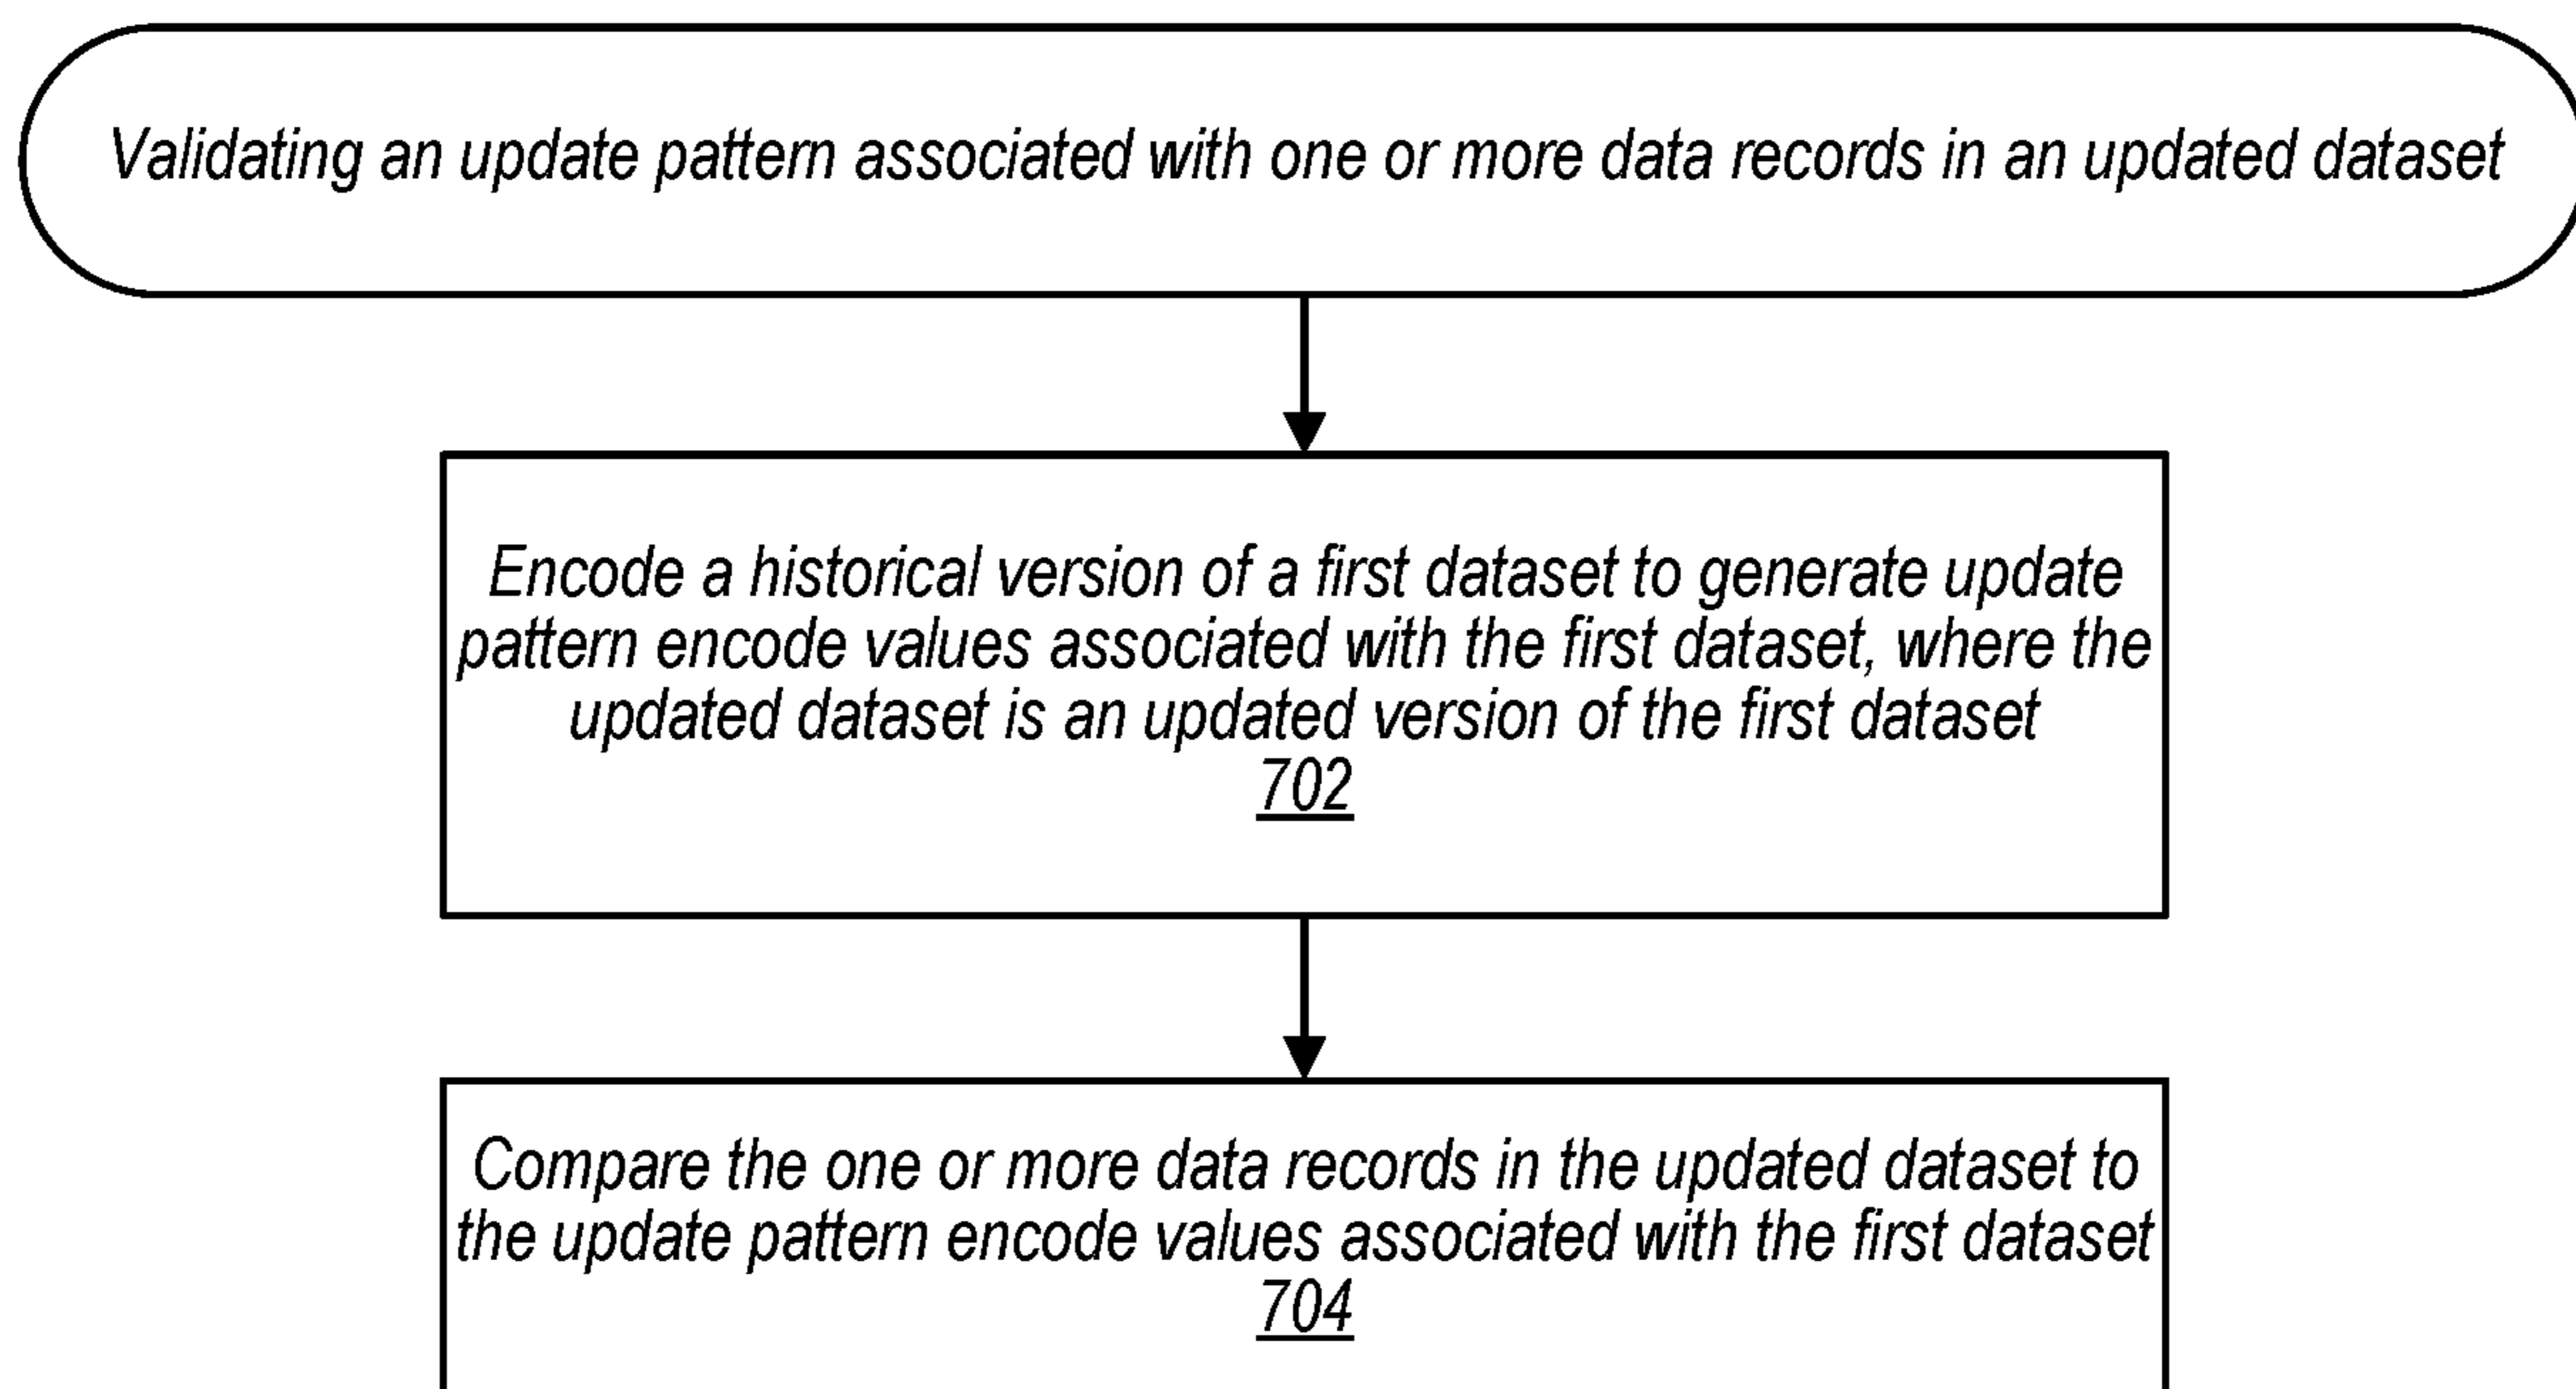 Validating an update pattern associated with one or more data records in an updated dataset
Encode a historical version of a first dataset to generate update
pattern encode values associated with the first dataset, where the
updated dataset is an updated version of the first dataset
702
Compare the one or more data records in the updated dataset to
the update pattern encode values associated with the first dataset
704